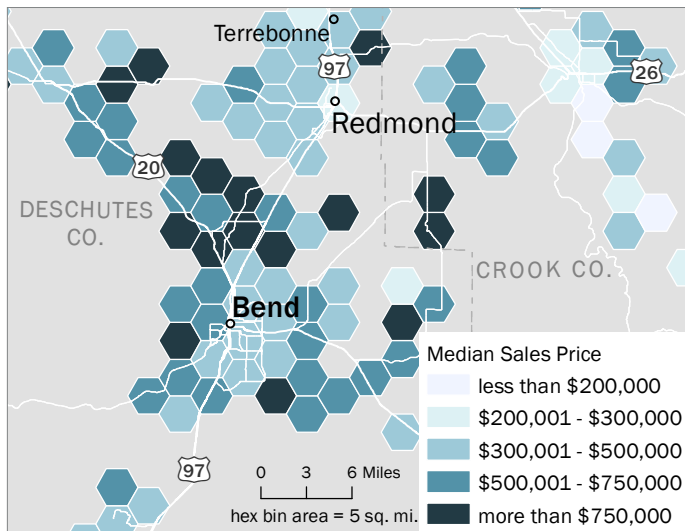 Terrebonne
97
26
Redmond
20
DESCHUTES
CO.
CROOK CO.
Bend
Median Sales Price
less than $200,000
$200,001 - $300,000
$300,001 - $500,000
$500,001 - $750,000
more than $750,000
97
0 3 6 Miles
hex bin area = 5 sq. mi.